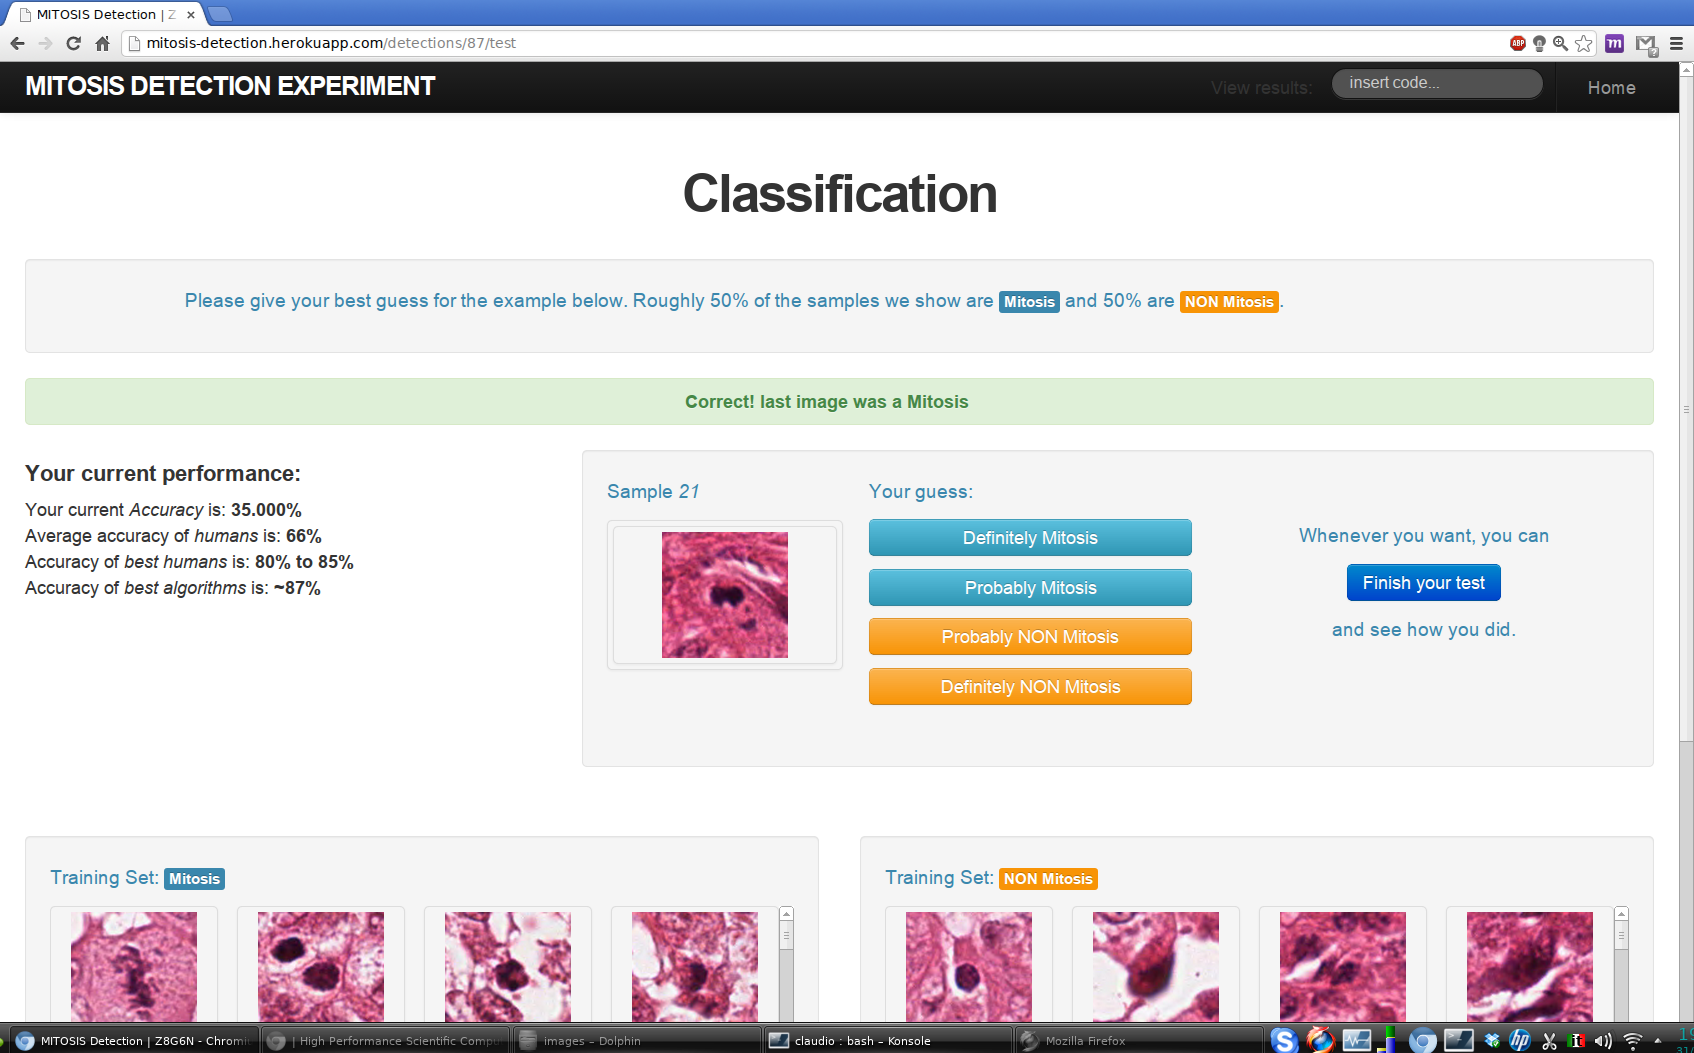 MITOSIS Detection | Z
mitosis-detection.herokuapp.com/detections/87/test
ABP
m
MITOSIS DETECTION EXPERIMENT
View results:
insert code...
Home
Classification
Please give your best guess for the example below. Roughly 50% of the samples we show are Mitosis and 50% are NON Mitosis.
Correct! last image was a Mitosis
Your current performance:
Your current Accuracy is: 35.000%
Average accuracy of humans is: 66%
Accuracy of best humans is: 80% to 85%
Accuracy of best algorithms is: ~87%
Sample 21
Your guess:
Definitely Mitosis
Probably Mitosis
Probably NON Mitosis
Definitely NON Mitosis
Whenever you want, you can
Finish your test
and see how you did.
Training Set: Mitosis
Training Set: NON Mitosis
MITOSIS Detection | Z8G6N - Chromi
| High Performance Scientific Compu
images – Dolphin
claudio : bash – Konsole
Mozilla Firefox
S
hp